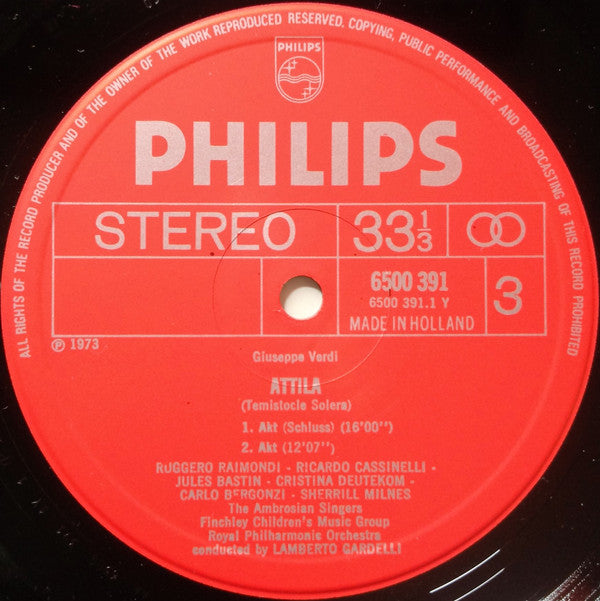 ALL RIGHTS OF THE RECORD PRODUCER AND OF THE OWNER OF THE WORK REPRODUCED RESERVED. COPYING, PUBLIC PERFORMANCE AND BROADCASTING OF THIS RECORD PROHIBITED
PHILIPS
PHILIPS
STEREO 33⅓
6500 391
6500 391.1 Y
MADE IN HOLLAND
3
Ⓟ 1973
Giuseppe Verdi
ATTILA
(Temistocle Solera)
1. Akt (Schluss) (16'00")
2. Akt (12'07")
RUGGERO RAIMONDI - RICARDO CASSINELLI -
JULES BASTIN - CRISTINA DEUTEKOM -
CARLO BERGONZI - SHERRILL MILNES
The Ambrosian Singers
Finchley Children's Music Group
Royal Philharmonic Orchestra
conducted by LAMBERTO GARDELLI